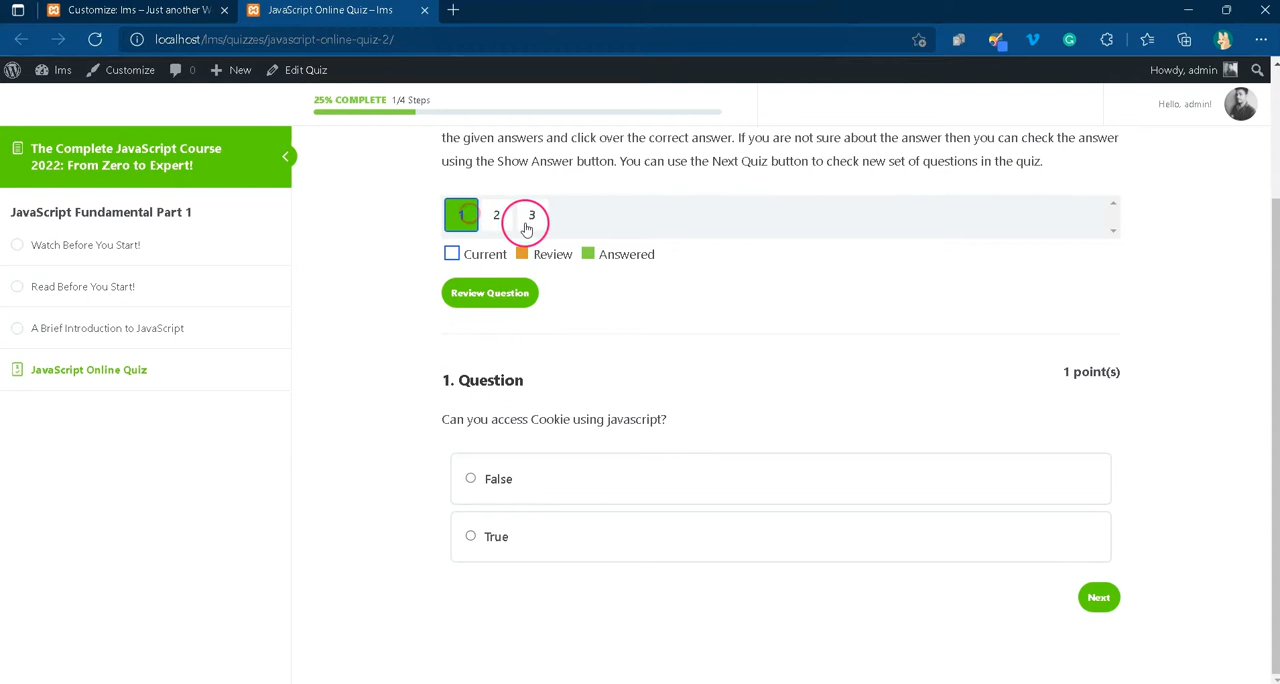 Customize: lms – Just another W
JavaScript Online Quiz – lms
localhost/lms/quizzes/javascript-online-quiz-2/
lms
Customize
0
New
Edit Quiz
Howdy, admin
25% COMPLETE 1/4 Steps
Hello, admin!
The Complete JavaScript Course
2022: From Zero to Expert!
JavaScript Fundamental Part 1
Watch Before You Start!
Read Before You Start!
A Brief Introduction to JavaScript
JavaScript Online Quiz
the given answers and click over the correct answer. If you are not sure about the answer then you can check the answer
using the Show Answer button. You can use the Next Quiz button to check new set of questions in the quiz.
1 2 3
Current Review Answered
Review Question
1. Question
1 point(s)
Can you access Cookie using javascript?
False
True
Next